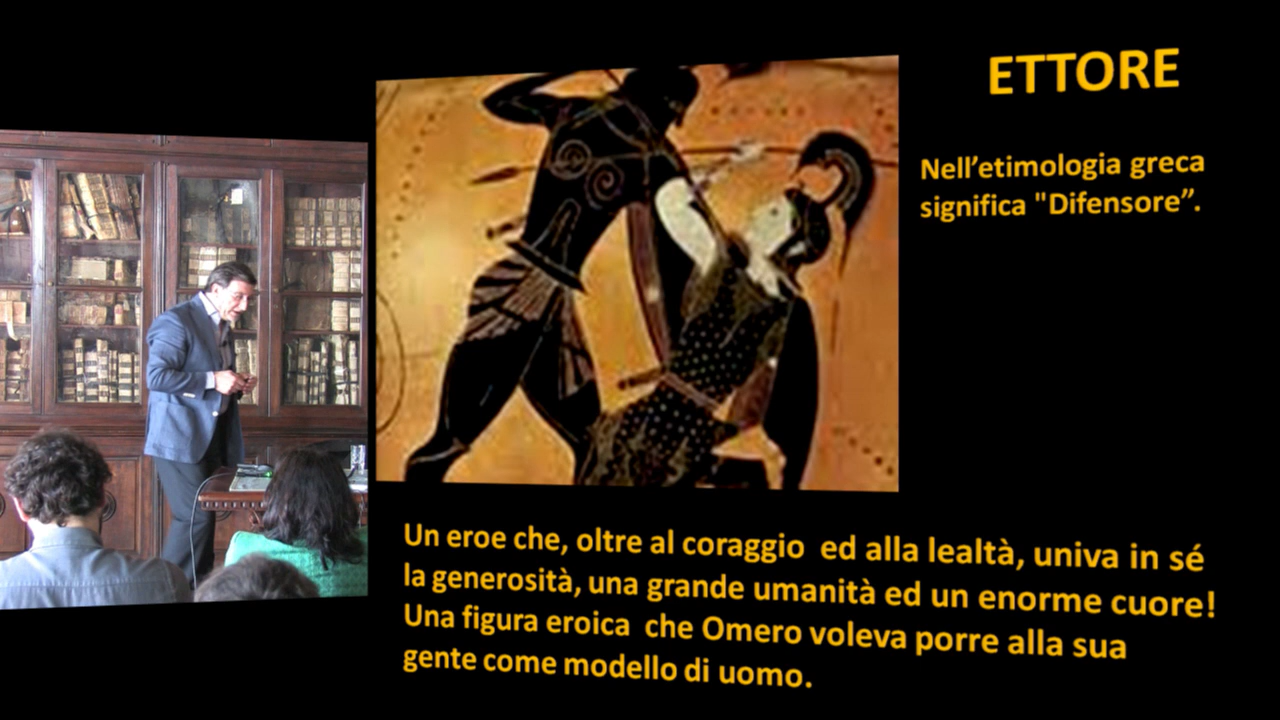 ETTORE
Nell’etimologia greca
significa "Difensore”.
Un eroe che, oltre al coraggio ed alla lealtà, univa in sé
la generosità, una grande umanità ed un enorme cuore!
Una figura eroica che Omero voleva porre alla sua
gente come modello di uomo.